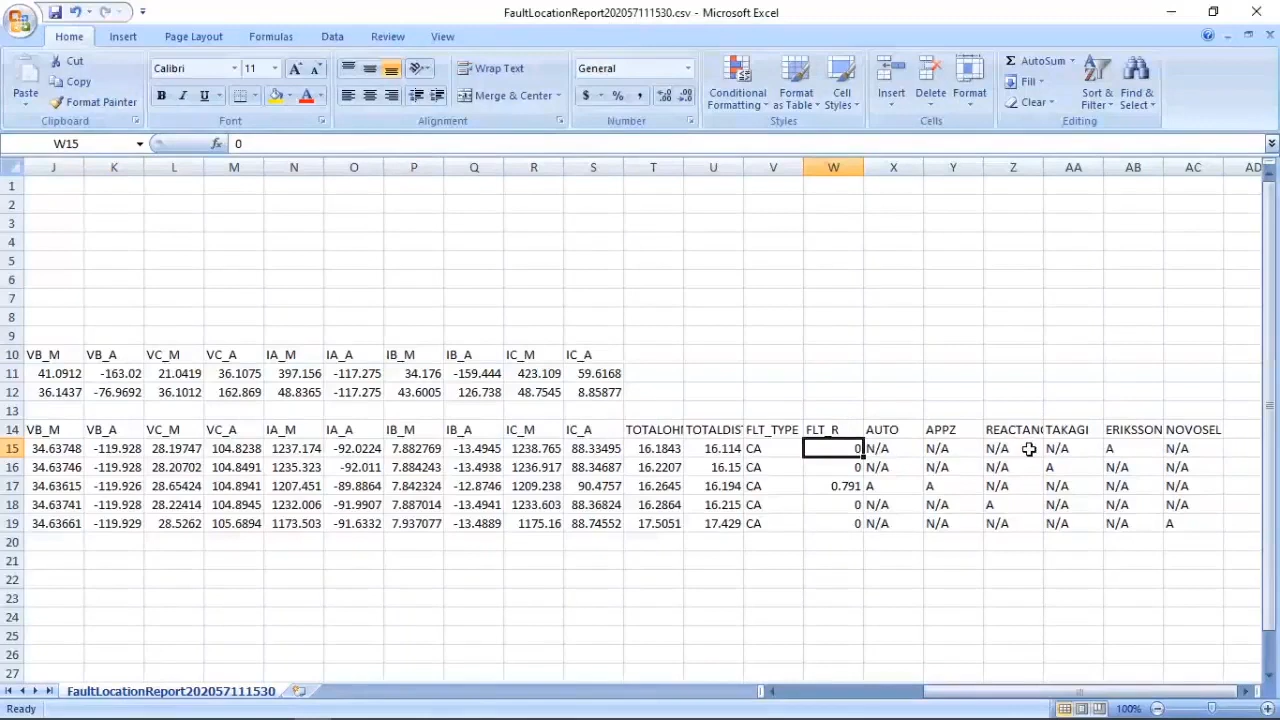 FaultLocationReport202057111530.csv - Microsoft Excel
Home Insert Page Layout Formulas Data Review View
Paste Cut Copy Format Painter Clipboard
Calibri 11 A A B I U A Font
Wrap Text Merge & Center Alignment
General $ % , Number
Conditional Formatting Format as Table Cell Styles Styles
Insert Delete Format Cells
Σ AutoSum Fill Clear Sort & Filter Find & Select Editing
W15 fx 0
J K L M N O P Q R S T U V W X Y Z AA AB AC AD
1
2
3
4
5
6
7
8
9
10 VB_M VB_A VC_M VC_A IA_M IA_A IB_M IB_A IC_M IC_A
11 41.0912 -163.02 21.0419 36.1075 397.156 -117.275 34.176 -159.444 423.109 59.6168
12 36.1437 -76.9692 36.1012 162.869 48.8365 -117.275 43.6005 126.738 48.7545 8.85877
13
14 VB_M VB_A VC_M VC_A IA_M IA_A IB_M IB_A IC_M IC_A TOTALOH TOTALDIS FLT_TYPE FLT_R AUTO APPZ REACTANC TAKAGI ERIKSSON NOVOSEL
15 34.63748 -119.928 28.19747 104.8238 1237.174 -92.0224 7.882769 -13.4945 1238.765 88.33495 16.1843 16.114 CA 0 N/A N/A N/A N/A A N/A
16 34.63746 -119.928 28.20702 104.8491 1235.323 -92.011 7.884243 -13.4938 1236.917 88.34687 16.2207 16.15 CA 0 N/A N/A N/A A N/A N/A
17 34.63615 -119.928 28.65424 104.8945 1207.451 -89.8864 7.842324 -12.8746 1209.238 90.4757 16.2645 16.194 CA 0.791 A A N/A N/A N/A N/A
18 34.63741 -119.928 28.22414 104.8945 1232.006 -91.9907 7.887014 -13.4941 1233.603 88.36824 16.2864 16.215 CA 0 N/A N/A A N/A N/A N/A
19 34.63661 -119.929 28.5262 105.6894 1173.503 -91.6332 7.937077 -13.4889 1175.16 88.74552 17.5051 17.429 CA 0 N/A N/A N/A N/A N/A A
20
21
22
23
24
25
26
27
FaultLocationReport202057111530
Ready 100%